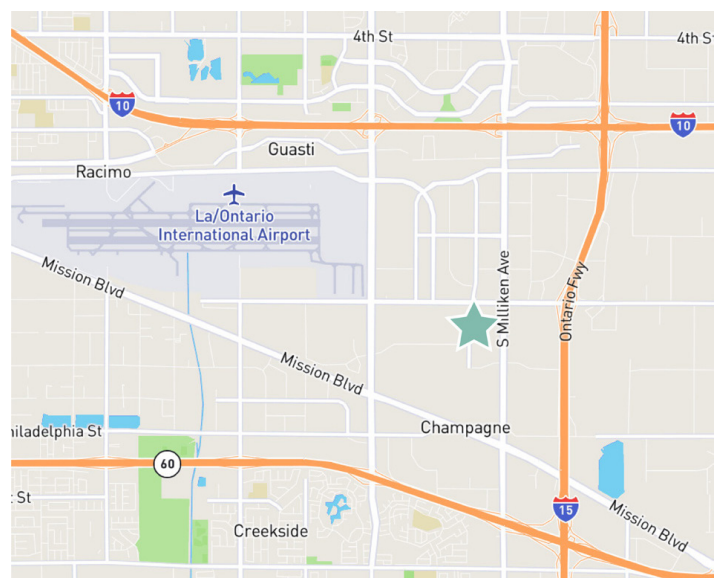 4th St
4th St
10
10
Guasti
Racimo
La/Ontario
International Airport
Mission Blvd
S Milliken Ave
Ontario Fwy
Mission Blvd
Champagne
hiladelphia St
60
t St
15
Mission Blvd
Creekside